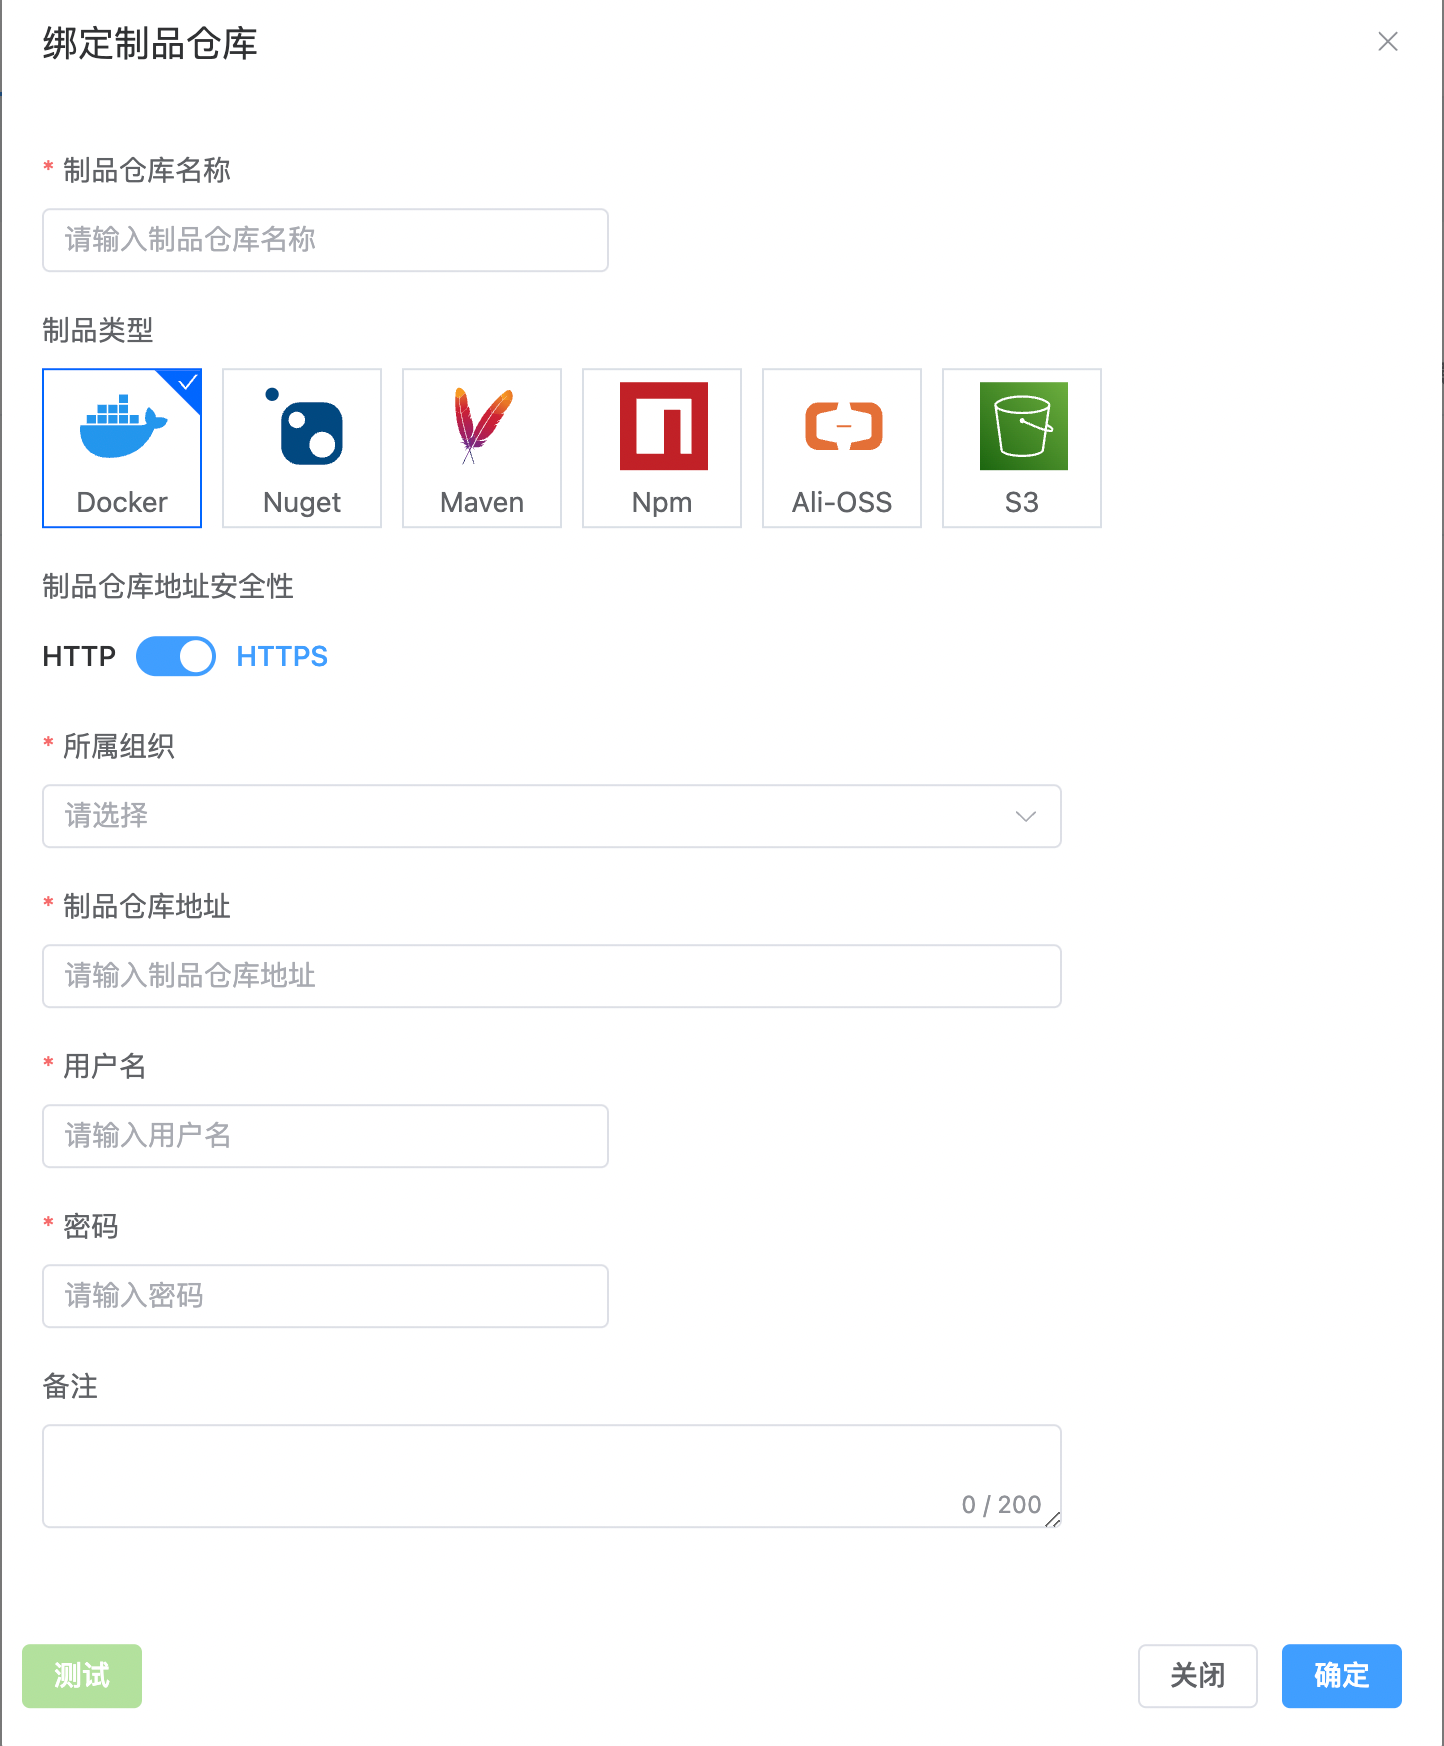 绑定制品仓库
* 制品仓库名称
请输入制品仓库名称
制品类型
Docker Nuget Maven Npm Ali-OSS S3
制品仓库地址安全性
HTTP HTTPS
* 所属组织
请选择
* 制品仓库地址
请输入制品仓库地址
* 用户名
请输入用户名
* 密码
请输入密码
备注
0 / 200
测试 关闭 确定